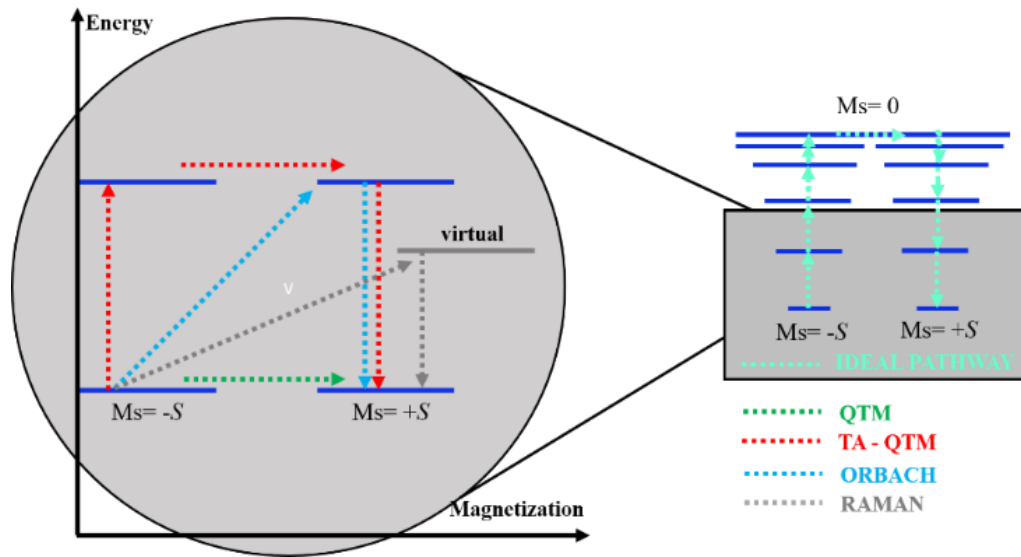 Energy
Ms= 0
virtual
v
Ms= -S
Ms= +S
Ms= -S
Ms= +S
IDEAL PATHWAY
QTM
TA - QTM
ORBACH
RAMAN
Magnetization